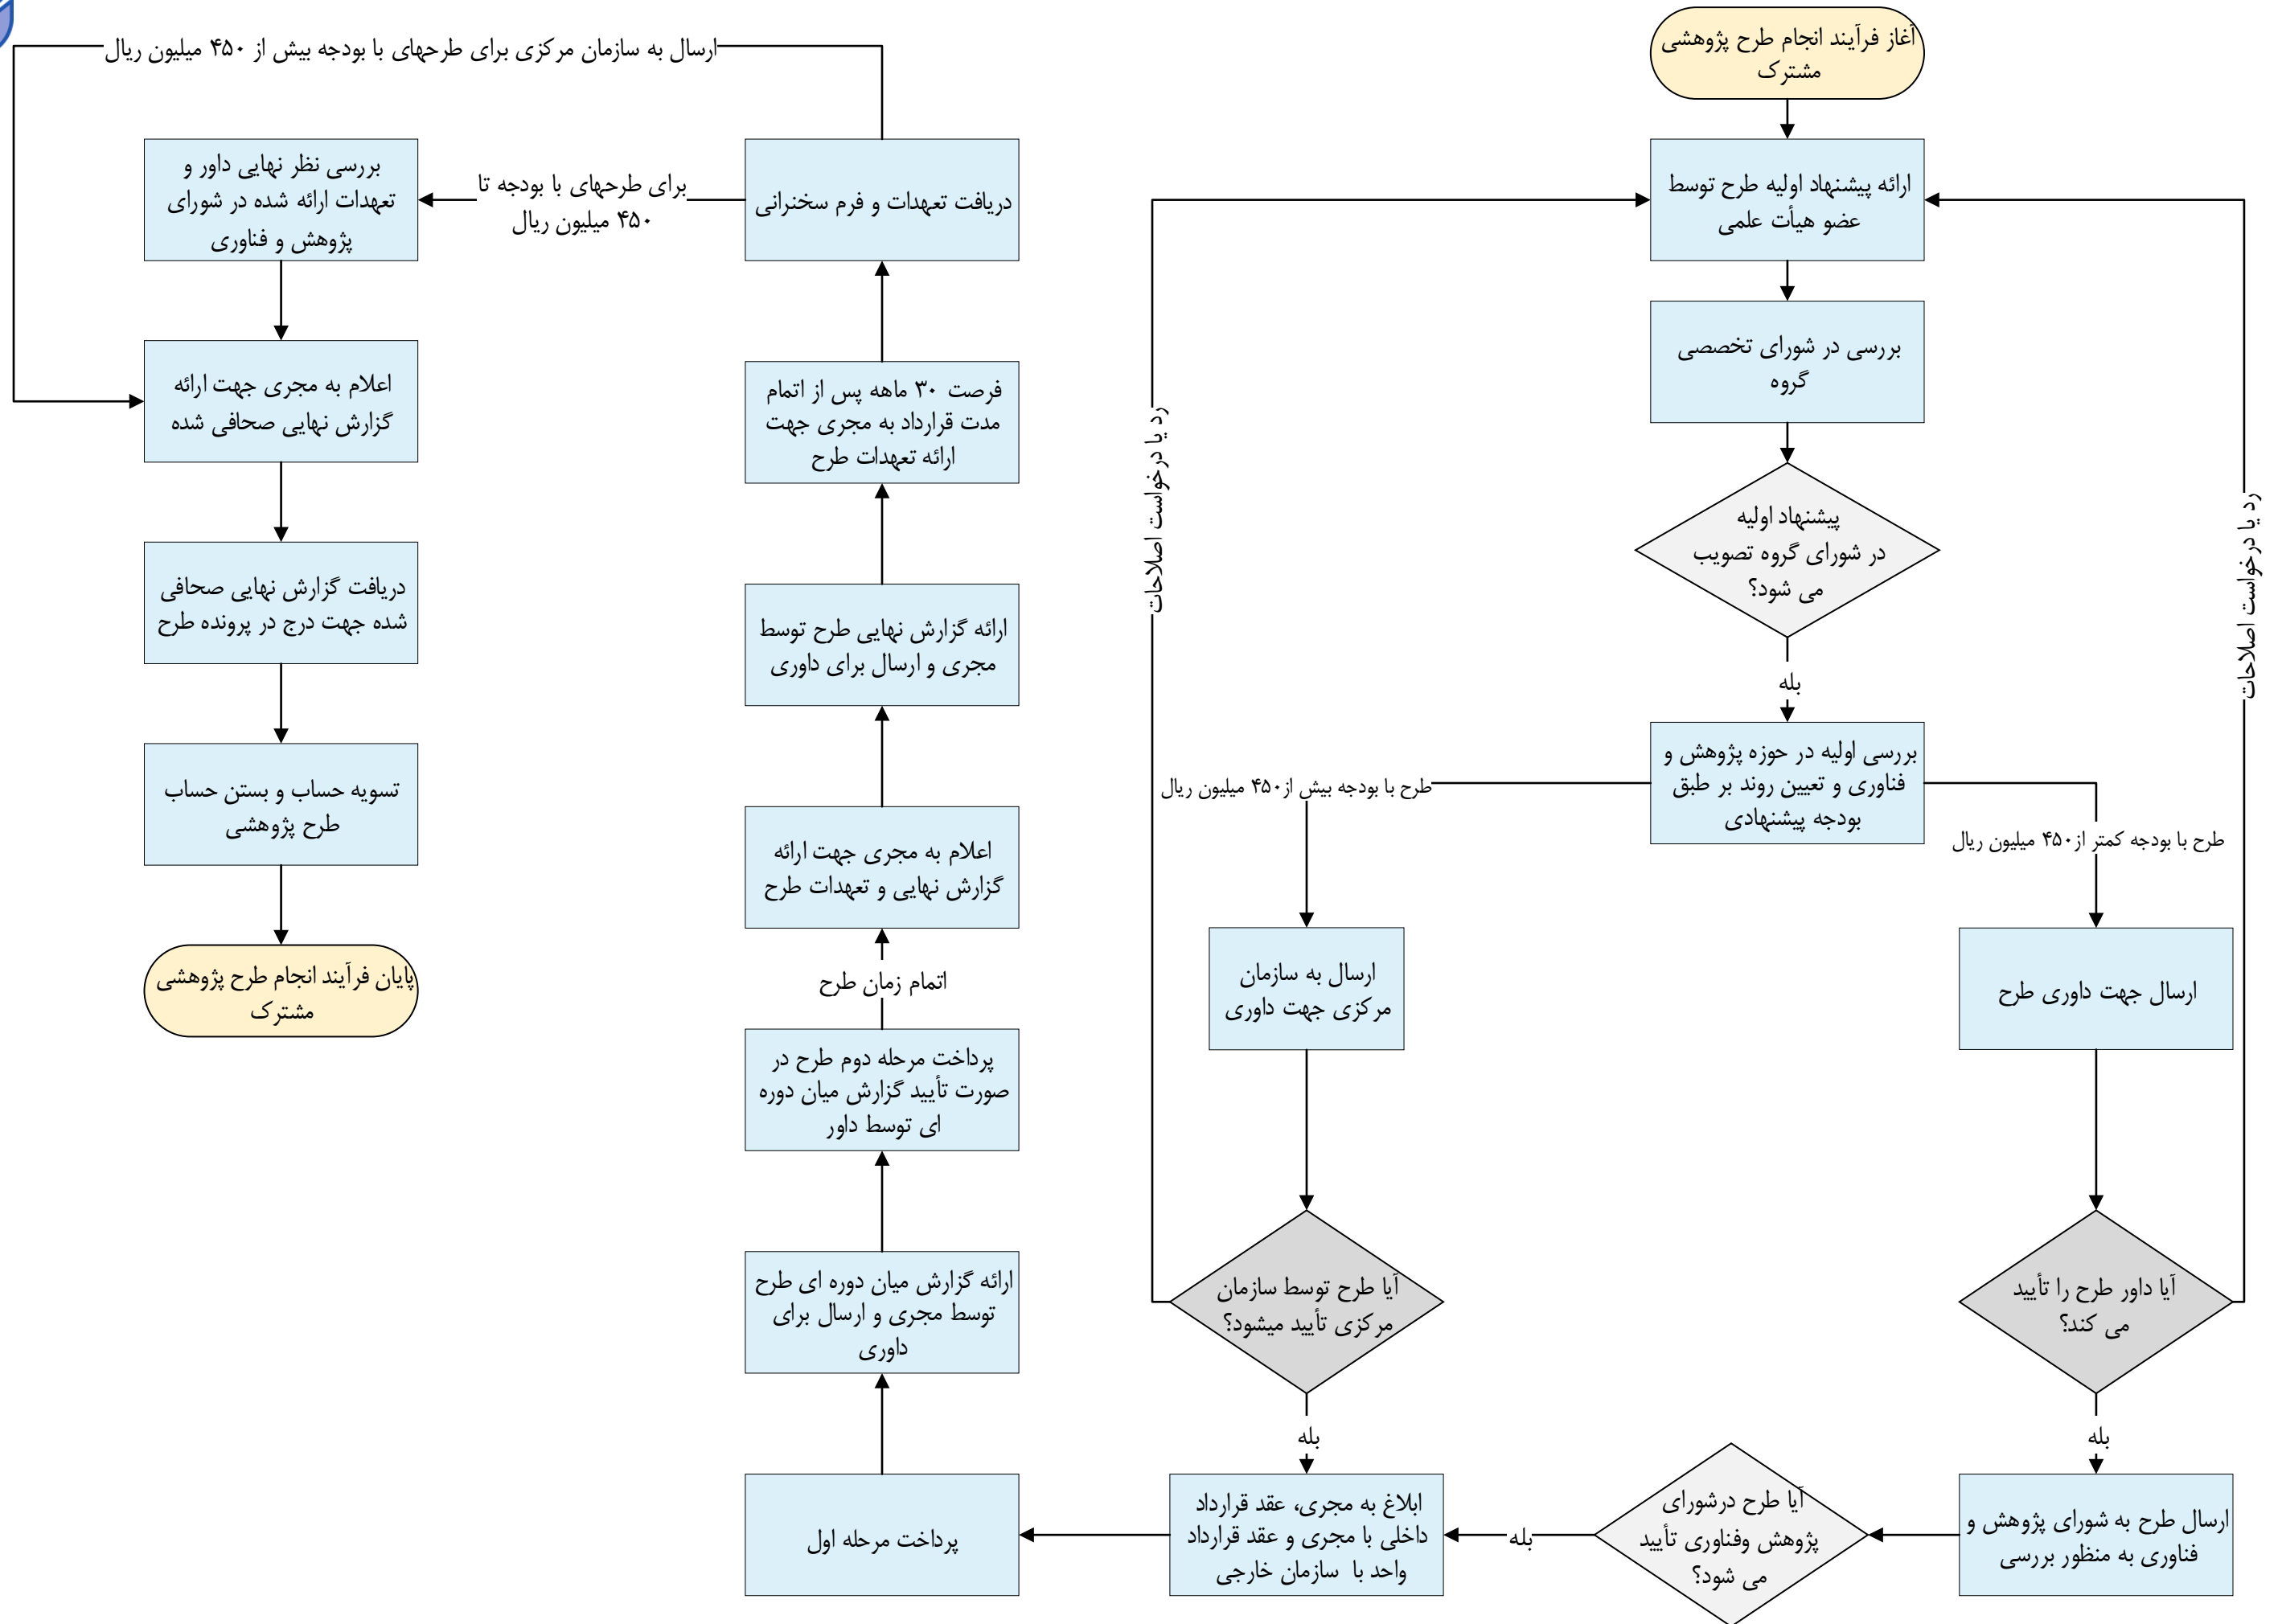 آغاز فرآیند انجام طرح پژوهشی
مشترک
ارائه پیشنهاد اولیه طرح توسط
عضو هیأت علمی
بررسی در شورای تخصصی
گروه
پیشنهاد اولیه
در شورای گروه تصویب
می شود؟
بله
بررسی اولیه در حوزه پژوهش و
فناوری و تعیین روند بر طبق
بودجه پیشنهادی
طرح با بودجه کمتر از۴۵۰ میلیون ریال
ارسال جهت داوری طرح
آیا داور طرح را تأیید
می کند؟
رد یا درخواست اصلاحات
بله
ارسال طرح به شورای پژوهش و
فناوری به منظور بررسی
آیا طرح درشورای
پژوهش وفناوری تأیید
می شود؟
بله
طرح با بودجه بیش از۴۵۰ میلیون ریال
ارسال به سازمان
مرکزی جهت داوری
آیا طرح توسط سازمان
مرکزی تأیید میشود؟
رد یا درخواست اصلاحات
بله
ابلاغ به مجری، عقد قرارداد
داخلی با مجری و عقد قرارداد
واحد با سازمان خارجی
پرداخت مرحله اول
ارائه گزارش میان دوره ای طرح
توسط مجری و ارسال برای
داوری
پرداخت مرحله دوم طرح در
صورت تأیید گزارش میان دوره
ای توسط داور
اتمام زمان طرح
اعلام به مجری جهت ارائه
گزارش نهایی و تعهدات طرح
ارائه گزارش نهایی طرح توسط
مجری و ارسال برای داوری
فرصت ۳۰ ماهه پس از اتمام
مدت قرارداد به مجری جهت
ارائه تعهدات طرح
دریافت تعهدات و فرم سخنرانی
برای طرحهای با بودجه تا
۴۵۰ میلیون ریال
ارسال به سازمان مرکزی برای طرحهای با بودجه بیش از ۴۵۰ میلیون ریال
بررسی نظر نهایی داور و
تعهدات ارائه شده در شورای
پژوهش و فناوری
اعلام به مجری جهت ارائه
گزارش نهایی صحافی شده
دریافت گزارش نهایی صحافی
شده جهت درج در پرونده طرح
تسویه حساب و بستن حساب
طرح پژوهشی
پایان فرآیند انجام طرح پژوهشی
مشترک